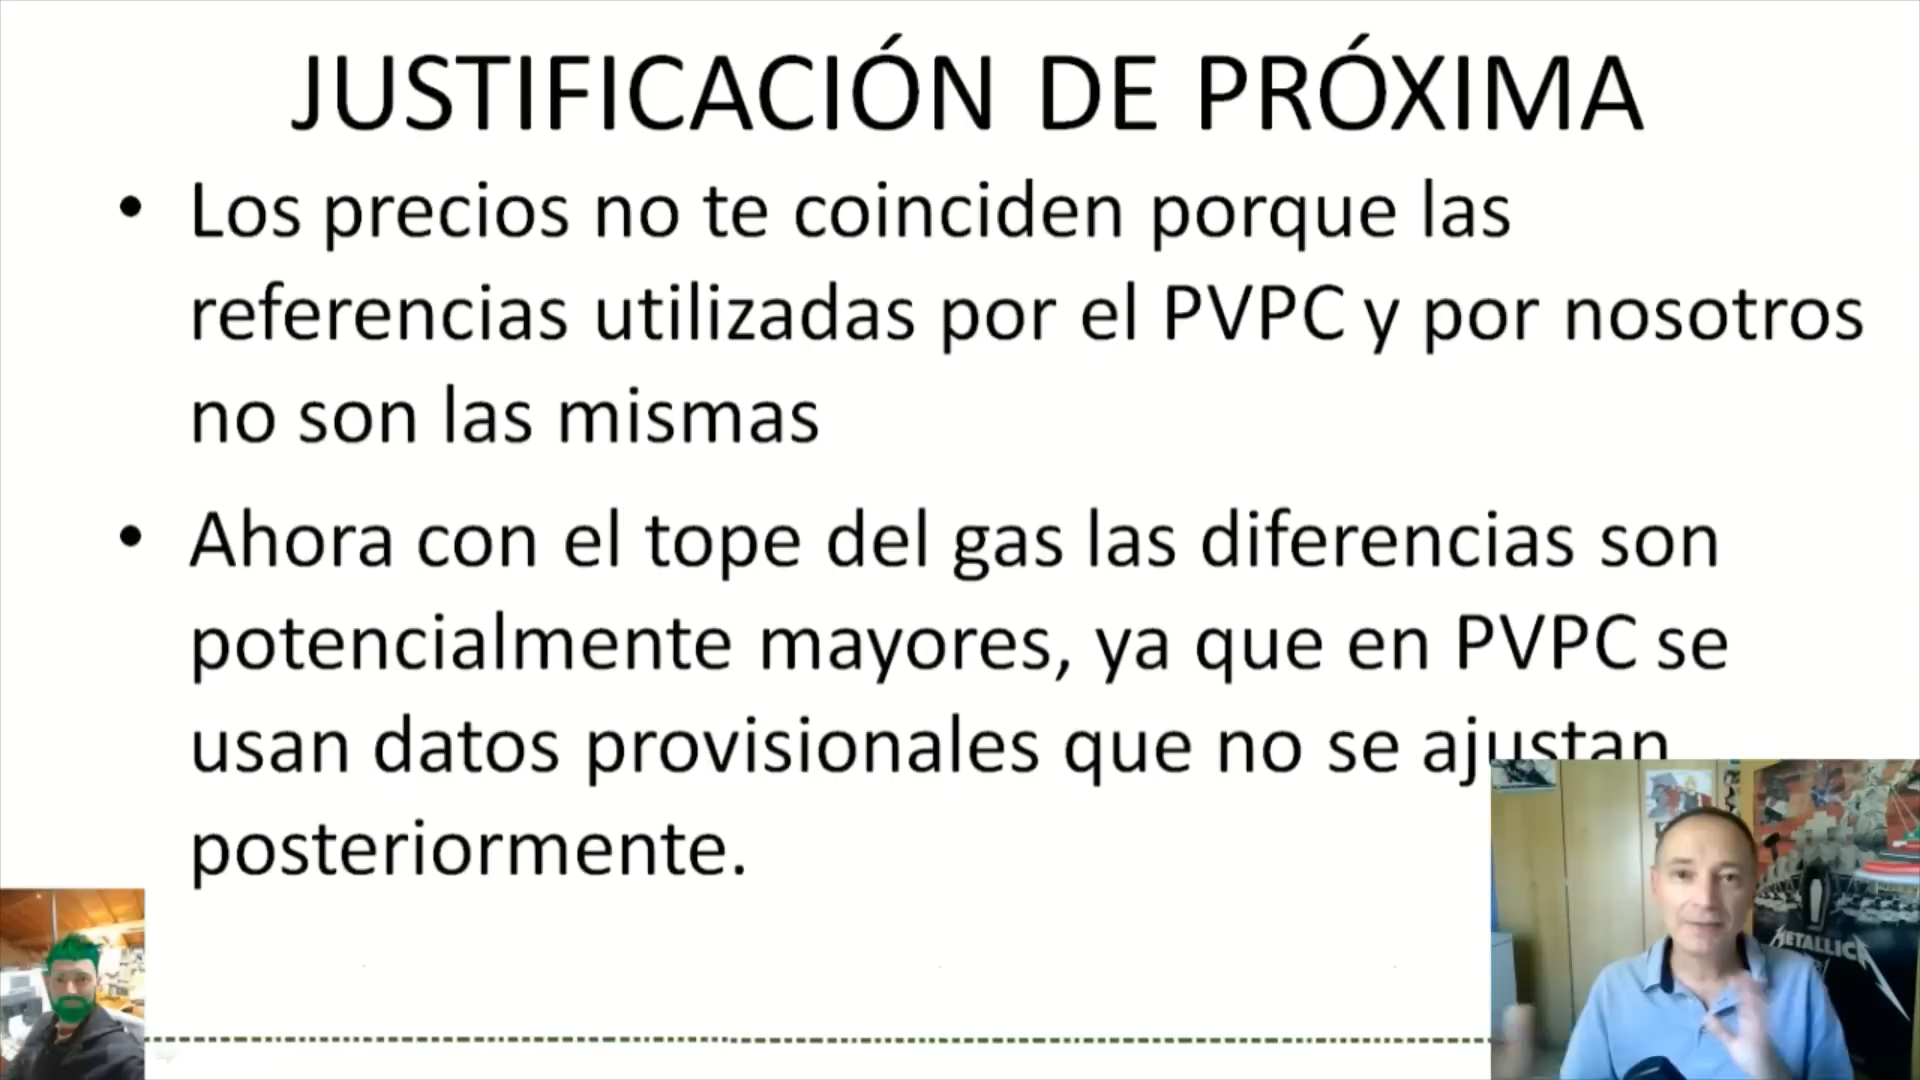 JUSTIFICACIÓN DE PRÓXIMA
• Los precios no te coinciden porque las
referencias utilizadas por el PVPC y por nosotros
no son las mismas
• Ahora con el tope del gas las diferencias son
potencialmente mayores, ya que en PVPC se
usan datos provisionales que no se ajustan
posteriormente.
METALLICA